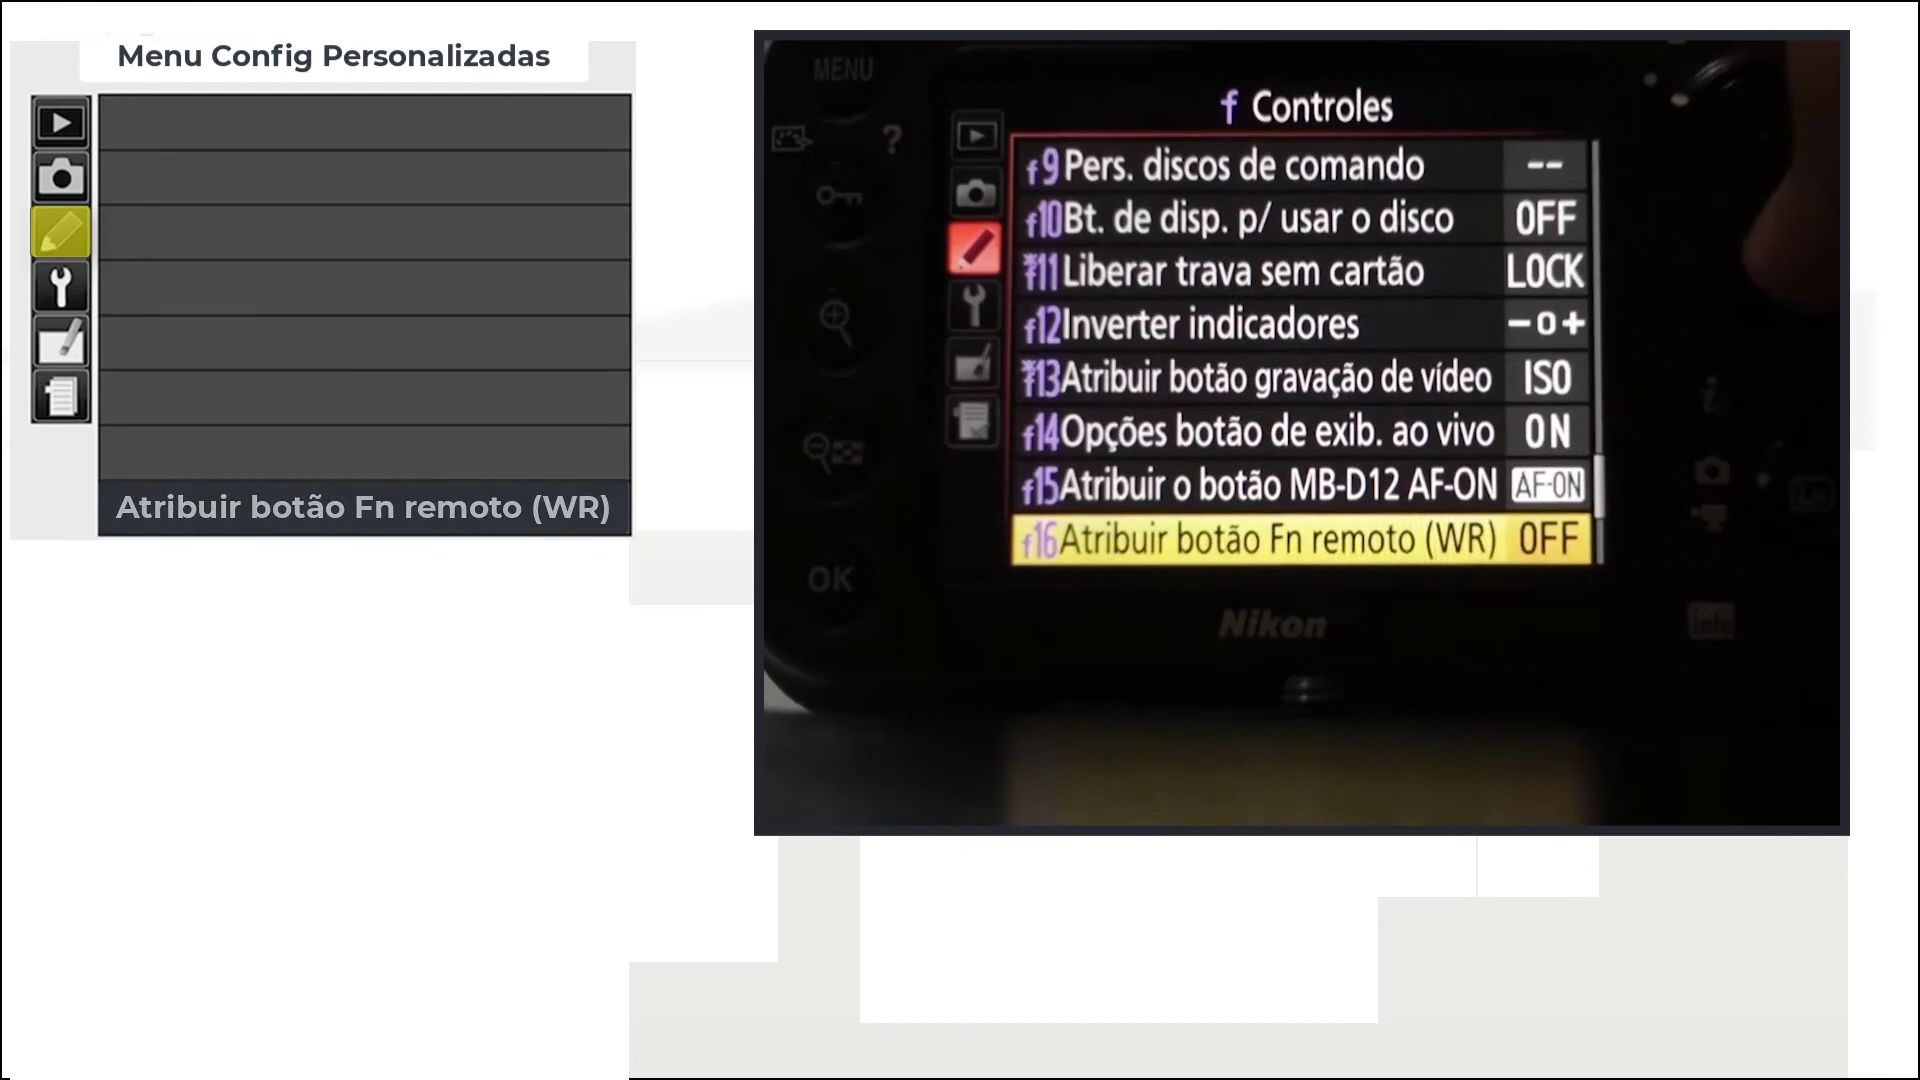 Menu Config Personalizadas
Atribuir botão Fn remoto (WR)
MENU
?
f Controles
f9 Pers. discos de comando --
f10 Bt. de disp. p/ usar o disco OFF
*f11 Liberar trava sem cartão LOCK
f12 Inverter indicadores - o +
*f13 Atribuir botão gravação de vídeo ISO
f14 Opções botão de exib. ao vivo ON
f15 Atribuir o botão MB-D12 AF-ON AF-ON
f16 Atribuir botão Fn remoto (WR) OFF
i
Lv
OK
Nikon
info